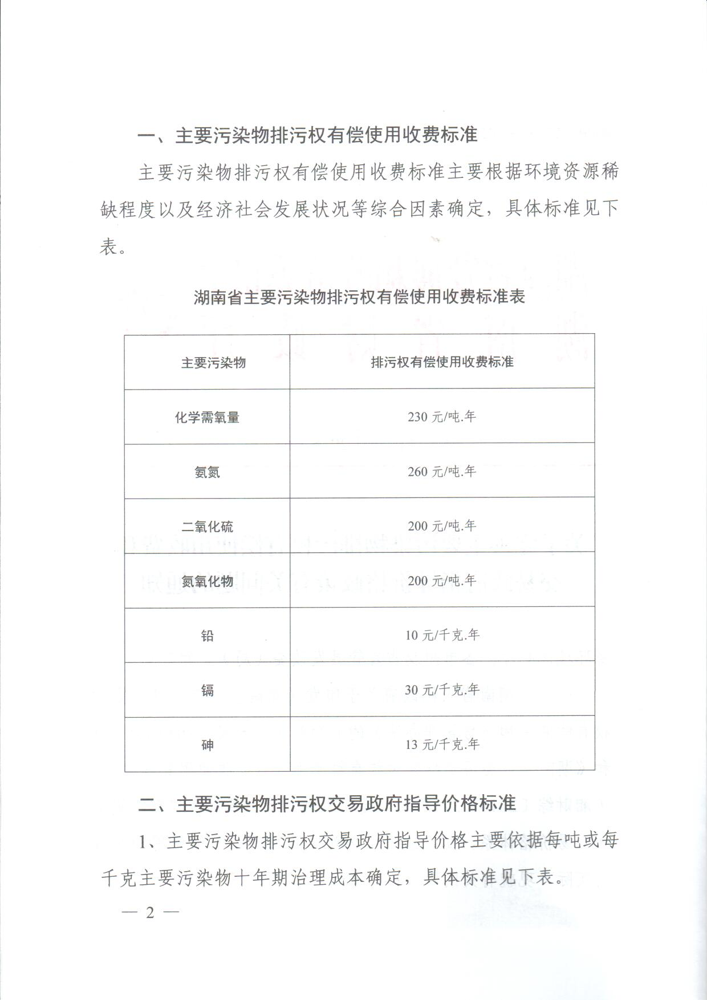 一、主要污染物排污权有偿使用收费标准
主要污染物排污权有偿使用收费标准主要根据环境资源稀
缺程度以及经济社会发展状况等综合因素确定，具体标准见下
表。
湖南省主要污染物排污权有偿使用收费标准表
主要污染物 排污权有偿使用收费标准
化学需氧量 230 元/吨.年
氨氮 260 元/吨.年
二氧化硫 200 元/吨.年
氮氧化物 200 元/吨.年
铅 10 元/千克.年
镉 30 元/千克.年
砷 13 元/千克.年
二、主要污染物排污权交易政府指导价格标准
1、主要污染物排污权交易政府指导价格主要依据每吨或每
千克主要污染物十年期治理成本确定，具体标准见下表。
— 2 —